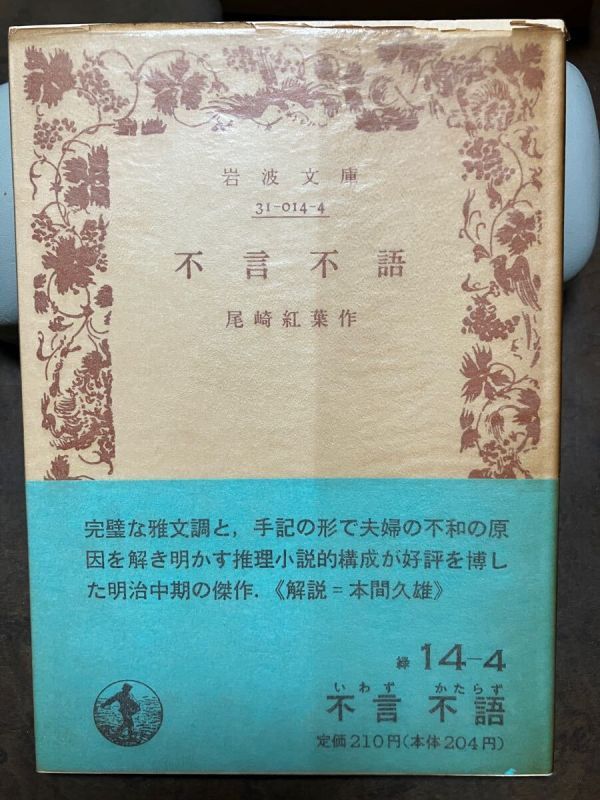 岩波文庫
31-014-4
不言不語
尾崎紅葉作
完璧な雅文調と，手記の形で夫婦の不和の原
因を解き明かす推理小説的構成が好評を博し
た明治中期の傑作．《解説＝本間久雄》
緑 14-4
いわず かたらず
不言 不語
定価210円(本体204円)